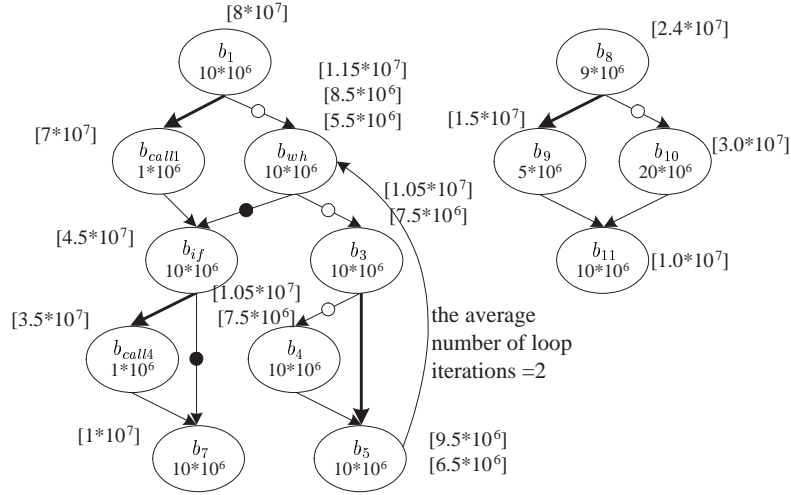 [8*10⁷]
b₁
10*10⁶
[1.15*10⁷]
[8.5*10⁶]
[5.5*10⁶]
[7*10⁷]
b_call1
1*10⁶
b_wh
10*10⁶
[1.05*10⁷]
[7.5*10⁶]
[4.5*10⁷]
b_if
10*10⁶
b₃
10*10⁶
[1.05*10⁷]
[7.5*10⁶]
[3.5*10⁷]
b_call4
1*10⁶
b₄
10*10⁶
the average
number of loop
iterations =2
[1*10⁷]
b₇
10*10⁶
b₅
10*10⁶
[9.5*10⁶]
[6.5*10⁶]
b₈
9*10⁶
[2.4*10⁷]
[1.5*10⁷]
b₉
5*10⁶
b₁₀
20*10⁶
[3.0*10⁷]
b₁₁
10*10⁶
[1.0*10⁷]